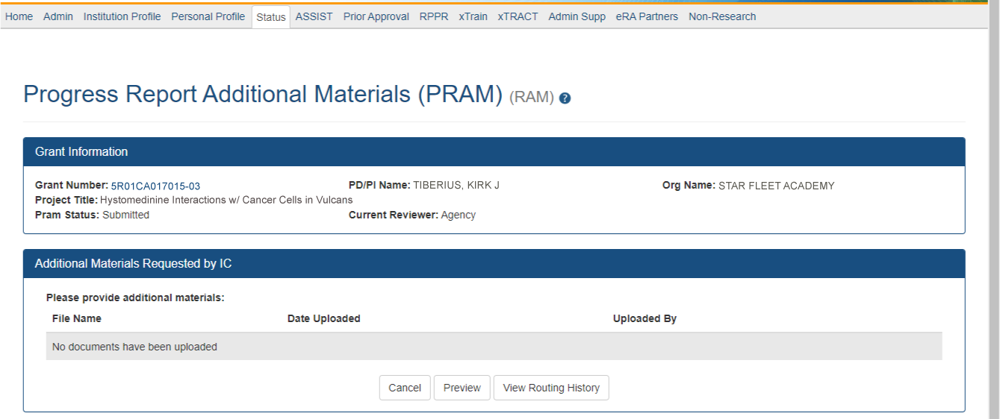 Home Admin Institution Profile Personal Profile Status ASSIST Prior Approval RPPR xTrain xTRACT Admin Supp eRA Partners Non-Research
Progress Report Additional Materials (PRAM) (RAM) ?
Grant Information
Grant Number: 5R01CA017015-03 PD/PI Name: TIBERIUS, KIRK J Org Name: STAR FLEET ACADEMY
Project Title: Hystomedinine Interactions w/ Cancer Cells in Vulcans
Pram Status: Submitted Current Reviewer: Agency
Additional Materials Requested by IC
Please provide additional materials:
File Name Date Uploaded Uploaded By
No documents have been uploaded
Cancel Preview View Routing History